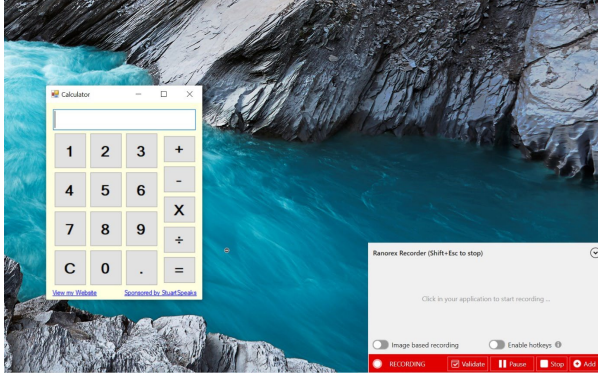 Calculator
1 2 3 +
4 5 6 -
X
7 8 9 ÷
C 0 . =
View my Website Sponsored by StuartSpeaks
Ranorex Recorder (Shift+Esc to stop)
Click in your application to start recording ...
Image based recording Enable hotkeys
RECORDING Validate Pause Stop Add